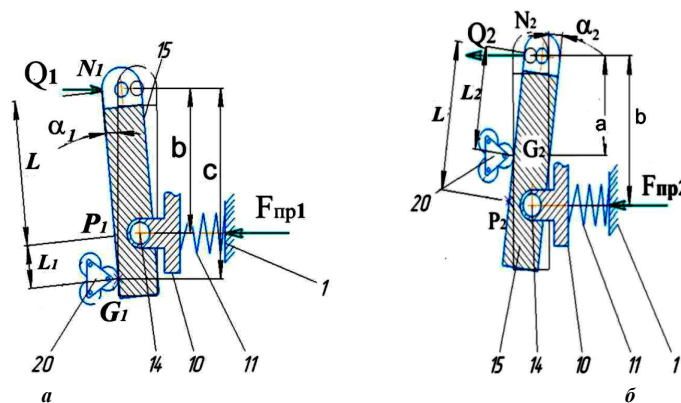 Q₁ N₁ 15
α₁
L b c
Fпр1
P₁
L₁
G₁ 1
20 14 10 11
а
N₂ α₂
Q₂
L L₂ a b
G₂
20 Fпр2
P₂
15 14 10 11 1
б